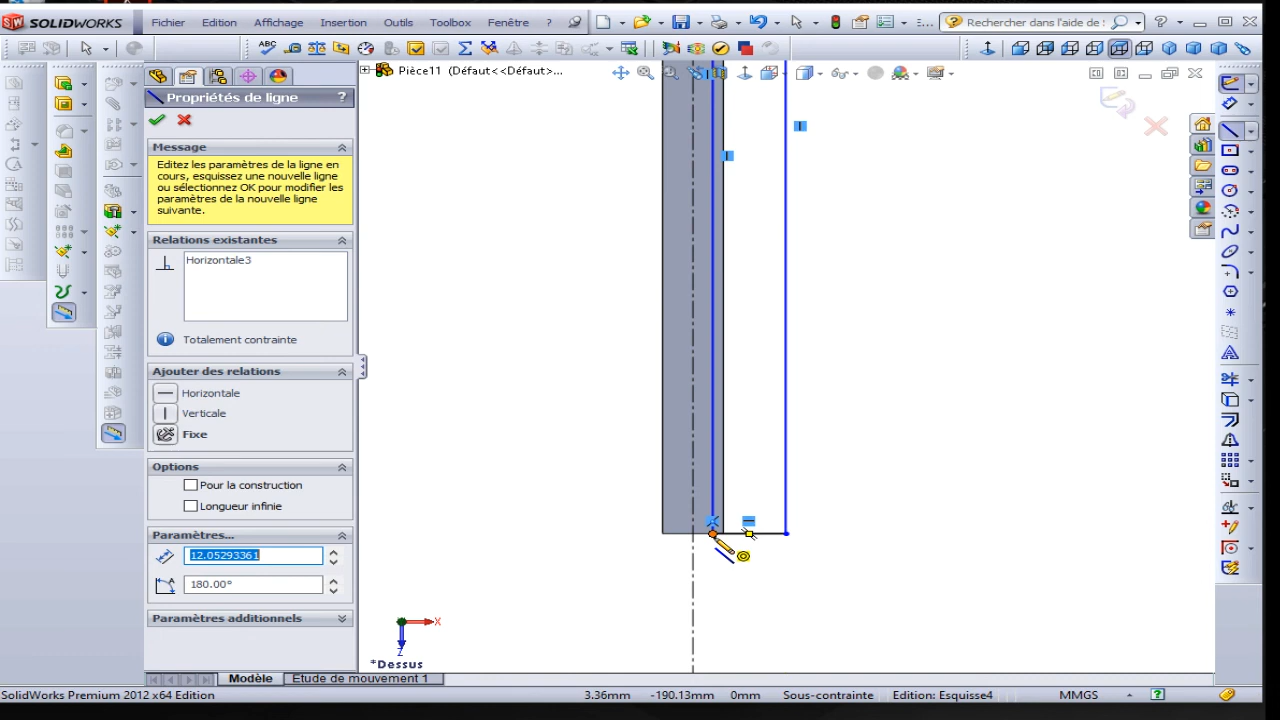 SOLIDWORKS
Fichier Edition Affichage Insertion Outils Toolbox Fenêtre ?
Rechercher dans l'aide de
Pièce11 (Défaut<<Défaut>...
Propriétés de ligne ?
Message
Editez les paramètres de la ligne en
cours, esquissez une nouvelle ligne
ou sélectionnez OK pour modifier les
paramètres de la nouvelle ligne
suivante.
Relations existantes
Horizontale3
Totalement contrainte
Ajouter des relations
Horizontale
Verticale
Fixe
Options
Pour la construction
Longueur infinie
Paramètres...
12.05293361
180.00°
Paramètres additionnels
X
Z
*Dessus
Modèle Etude de mouvement 1
SolidWorks Premium 2012 x64 Edition 3.36mm -190.13mm 0mm Sous-contrainte Edition: Esquisse4 MMGS ?